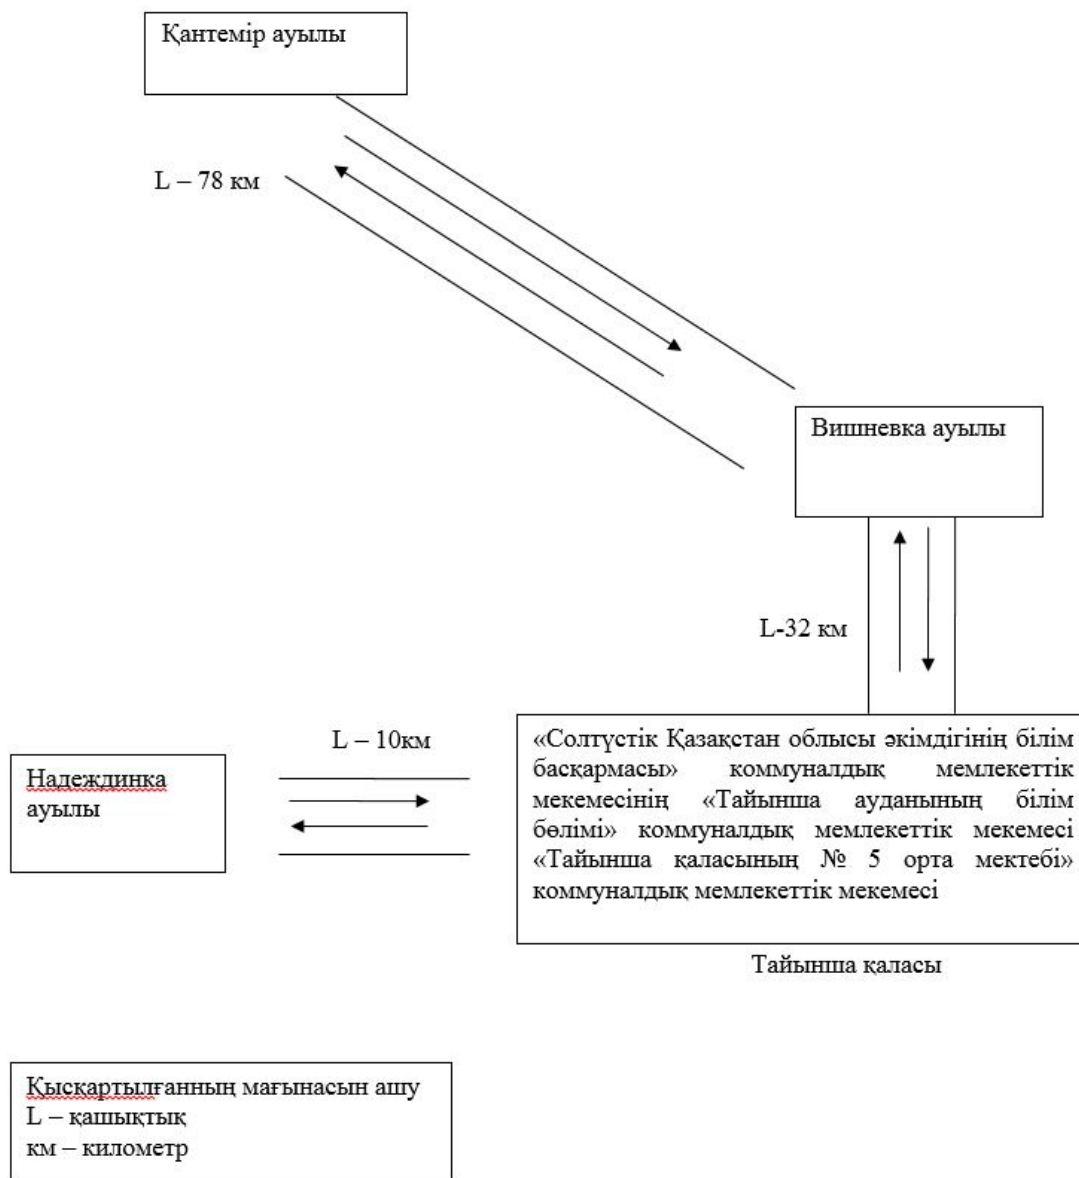 Қантемір ауылы
L – 78 км
Вишневка ауылы
L-32 км
L – 10км
Надеждинка
ауылы
«Солтүстік Қазақстан облысы әкімдігінің білім
басқармасы» коммуналдық мемлекеттік
мекемесінің «Тайынша ауданының білім
бөлімі» коммуналдық мемлекеттік мекемесі
«Тайынша қаласының № 5 орта мектебі»
коммуналдық мемлекеттік мекемесі
Тайынша қаласы
Қысқартылғанның мағынасын ашу
L – қашықтық
км – километр